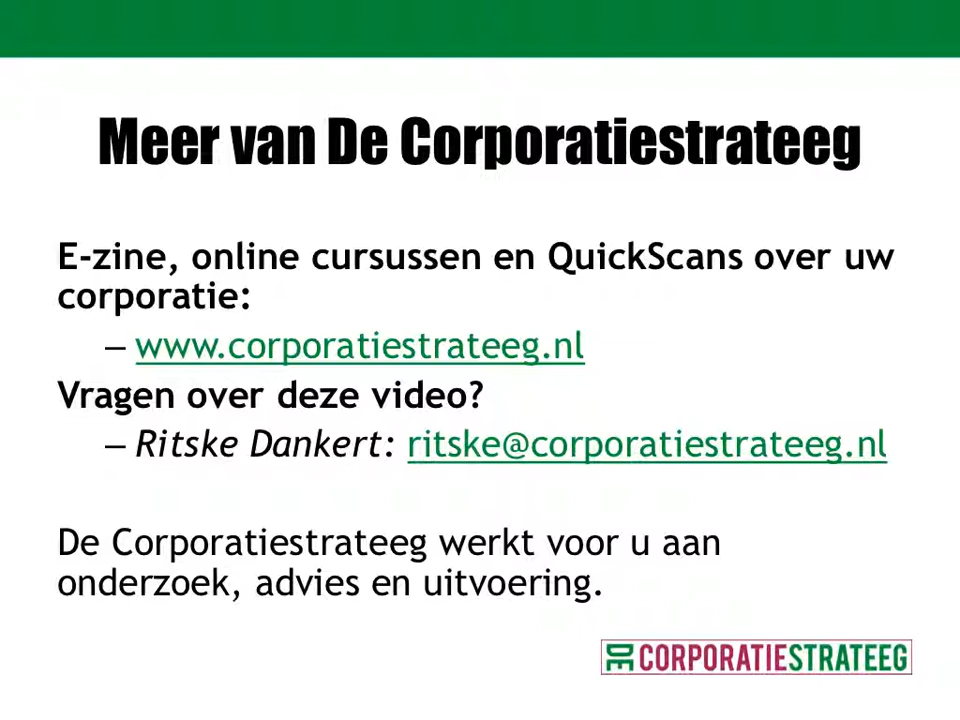 Meer van De Corporatiestrateeg
E-zine, online cursussen en QuickScans over uw
corporatie:
– www.corporatiestrateeg.nl
Vragen over deze video?
– Ritske Dankert: ritske@corporatiestrateeg.nl
De Corporatiestrateeg werkt voor u aan
onderzoek, advies en uitvoering.
DE CORPORATIESTRATEEG